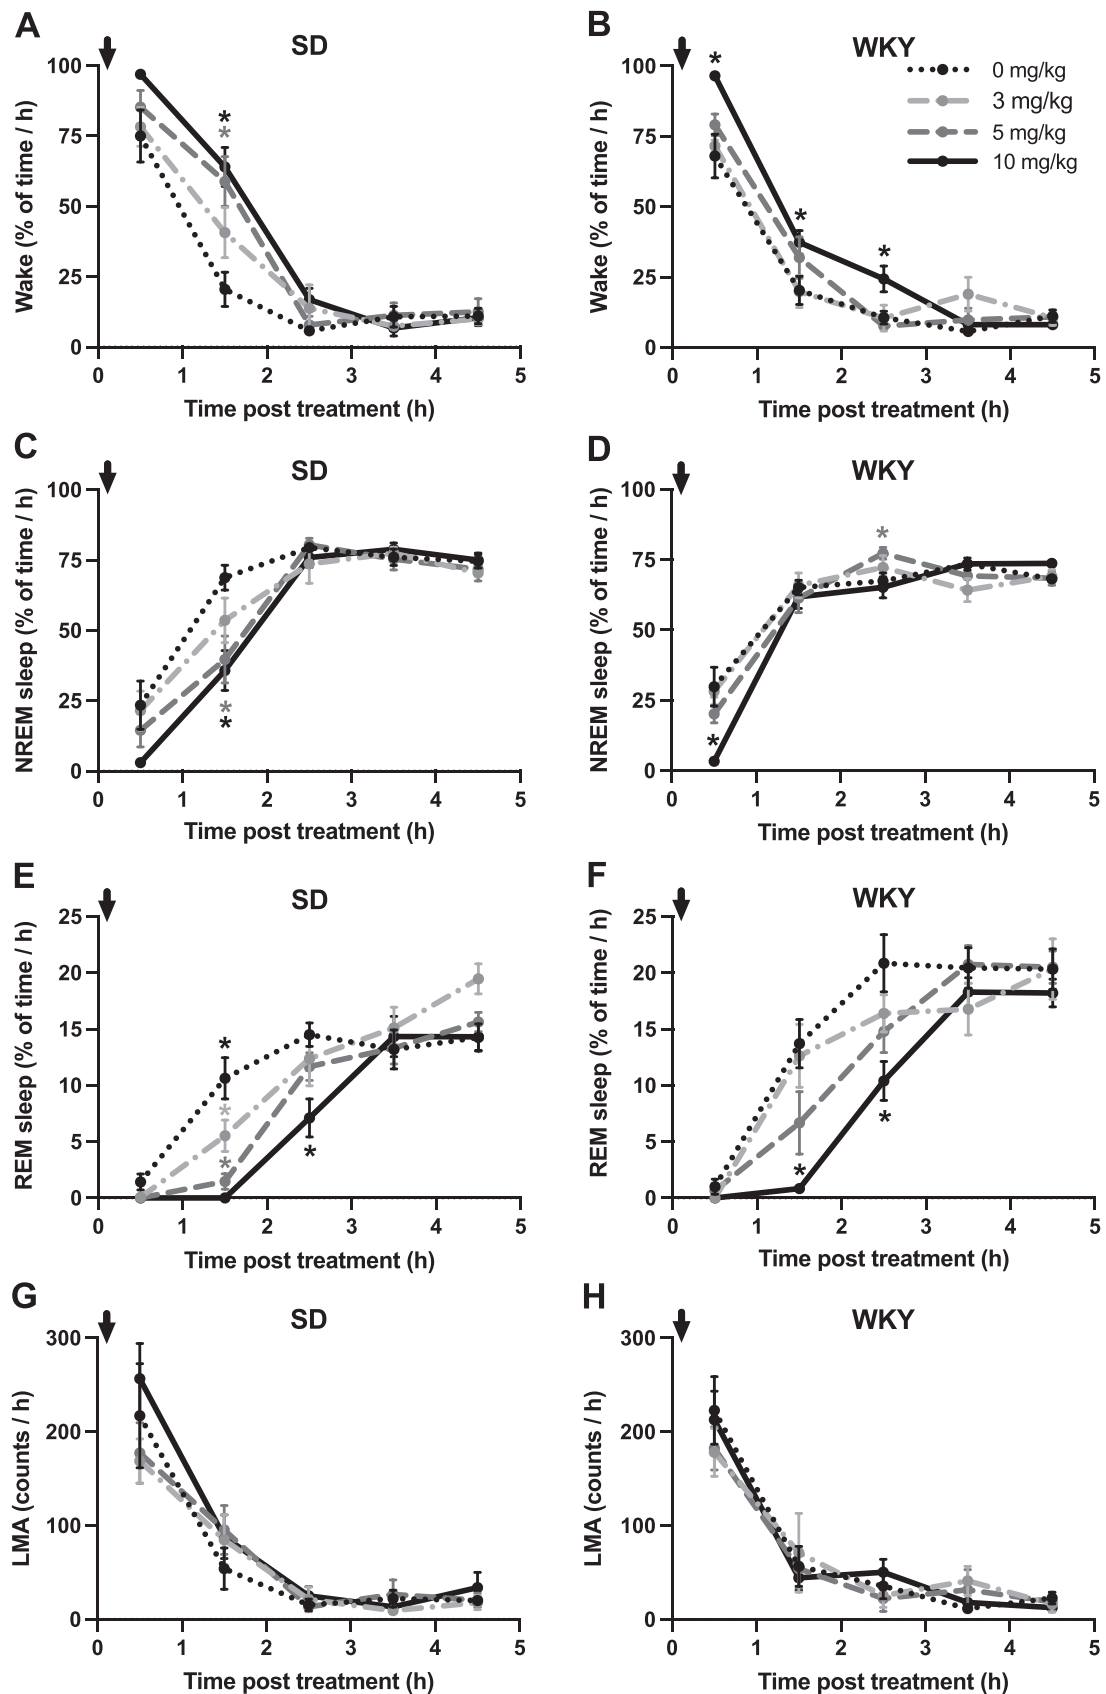 A
SD
Wake (% of time / h)
100
75
50
25
0
*
*
0 1 2 3 4 5
Time post treatment (h)
B
WKY
Wake (% of time / h)
100
75
50
25
0
*
*
*
0 mg/kg
3 mg/kg
5 mg/kg
10 mg/kg
0 1 2 3 4 5
Time post treatment (h)
C
SD
NREM sleep (% of time / h)
100
75
50
25
0
*
*
0 1 2 3 4 5
Time post treatment (h)
D
WKY
NREM sleep (% of time / h)
100
75
50
25
0
*
*
0 1 2 3 4 5
Time post treatment (h)
E
SD
REM sleep (% of time / h)
25
20
15
10
5
0
*
*
*
*
0 1 2 3 4 5
Time post treatment (h)
F
WKY
REM sleep (% of time / h)
25
20
15
10
5
0
*
*
0 1 2 3 4 5
Time post treatment (h)
G
SD
LMA (counts / h)
300
200
100
0
0 1 2 3 4 5
Time post treatment (h)
H
WKY
LMA (counts / h)
300
200
100
0
0 1 2 3 4 5
Time post treatment (h)